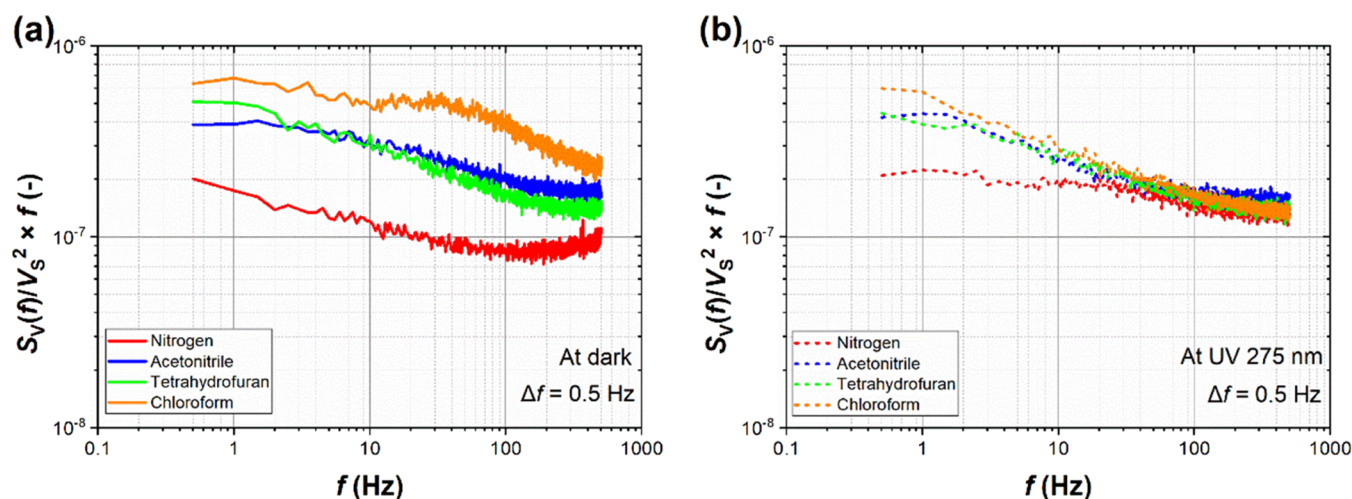 (a)
10⁻⁶
10⁻⁷
10⁻⁸
S_V(f)/V_S² × f (-)
Nitrogen
Acetonitrile
Tetrahydrofuran
Chloroform
At dark
Δf = 0.5 Hz
0.1 1 10 100 1000
f (Hz)
(b)
10⁻⁶
10⁻⁷
10⁻⁸
S_V(f)/V_S² × f (-)
Nitrogen
Acetonitrile
Tetrahydrofuran
Chloroform
At UV 275 nm
Δf = 0.5 Hz
0.1 1 10 100 1000
f (Hz)